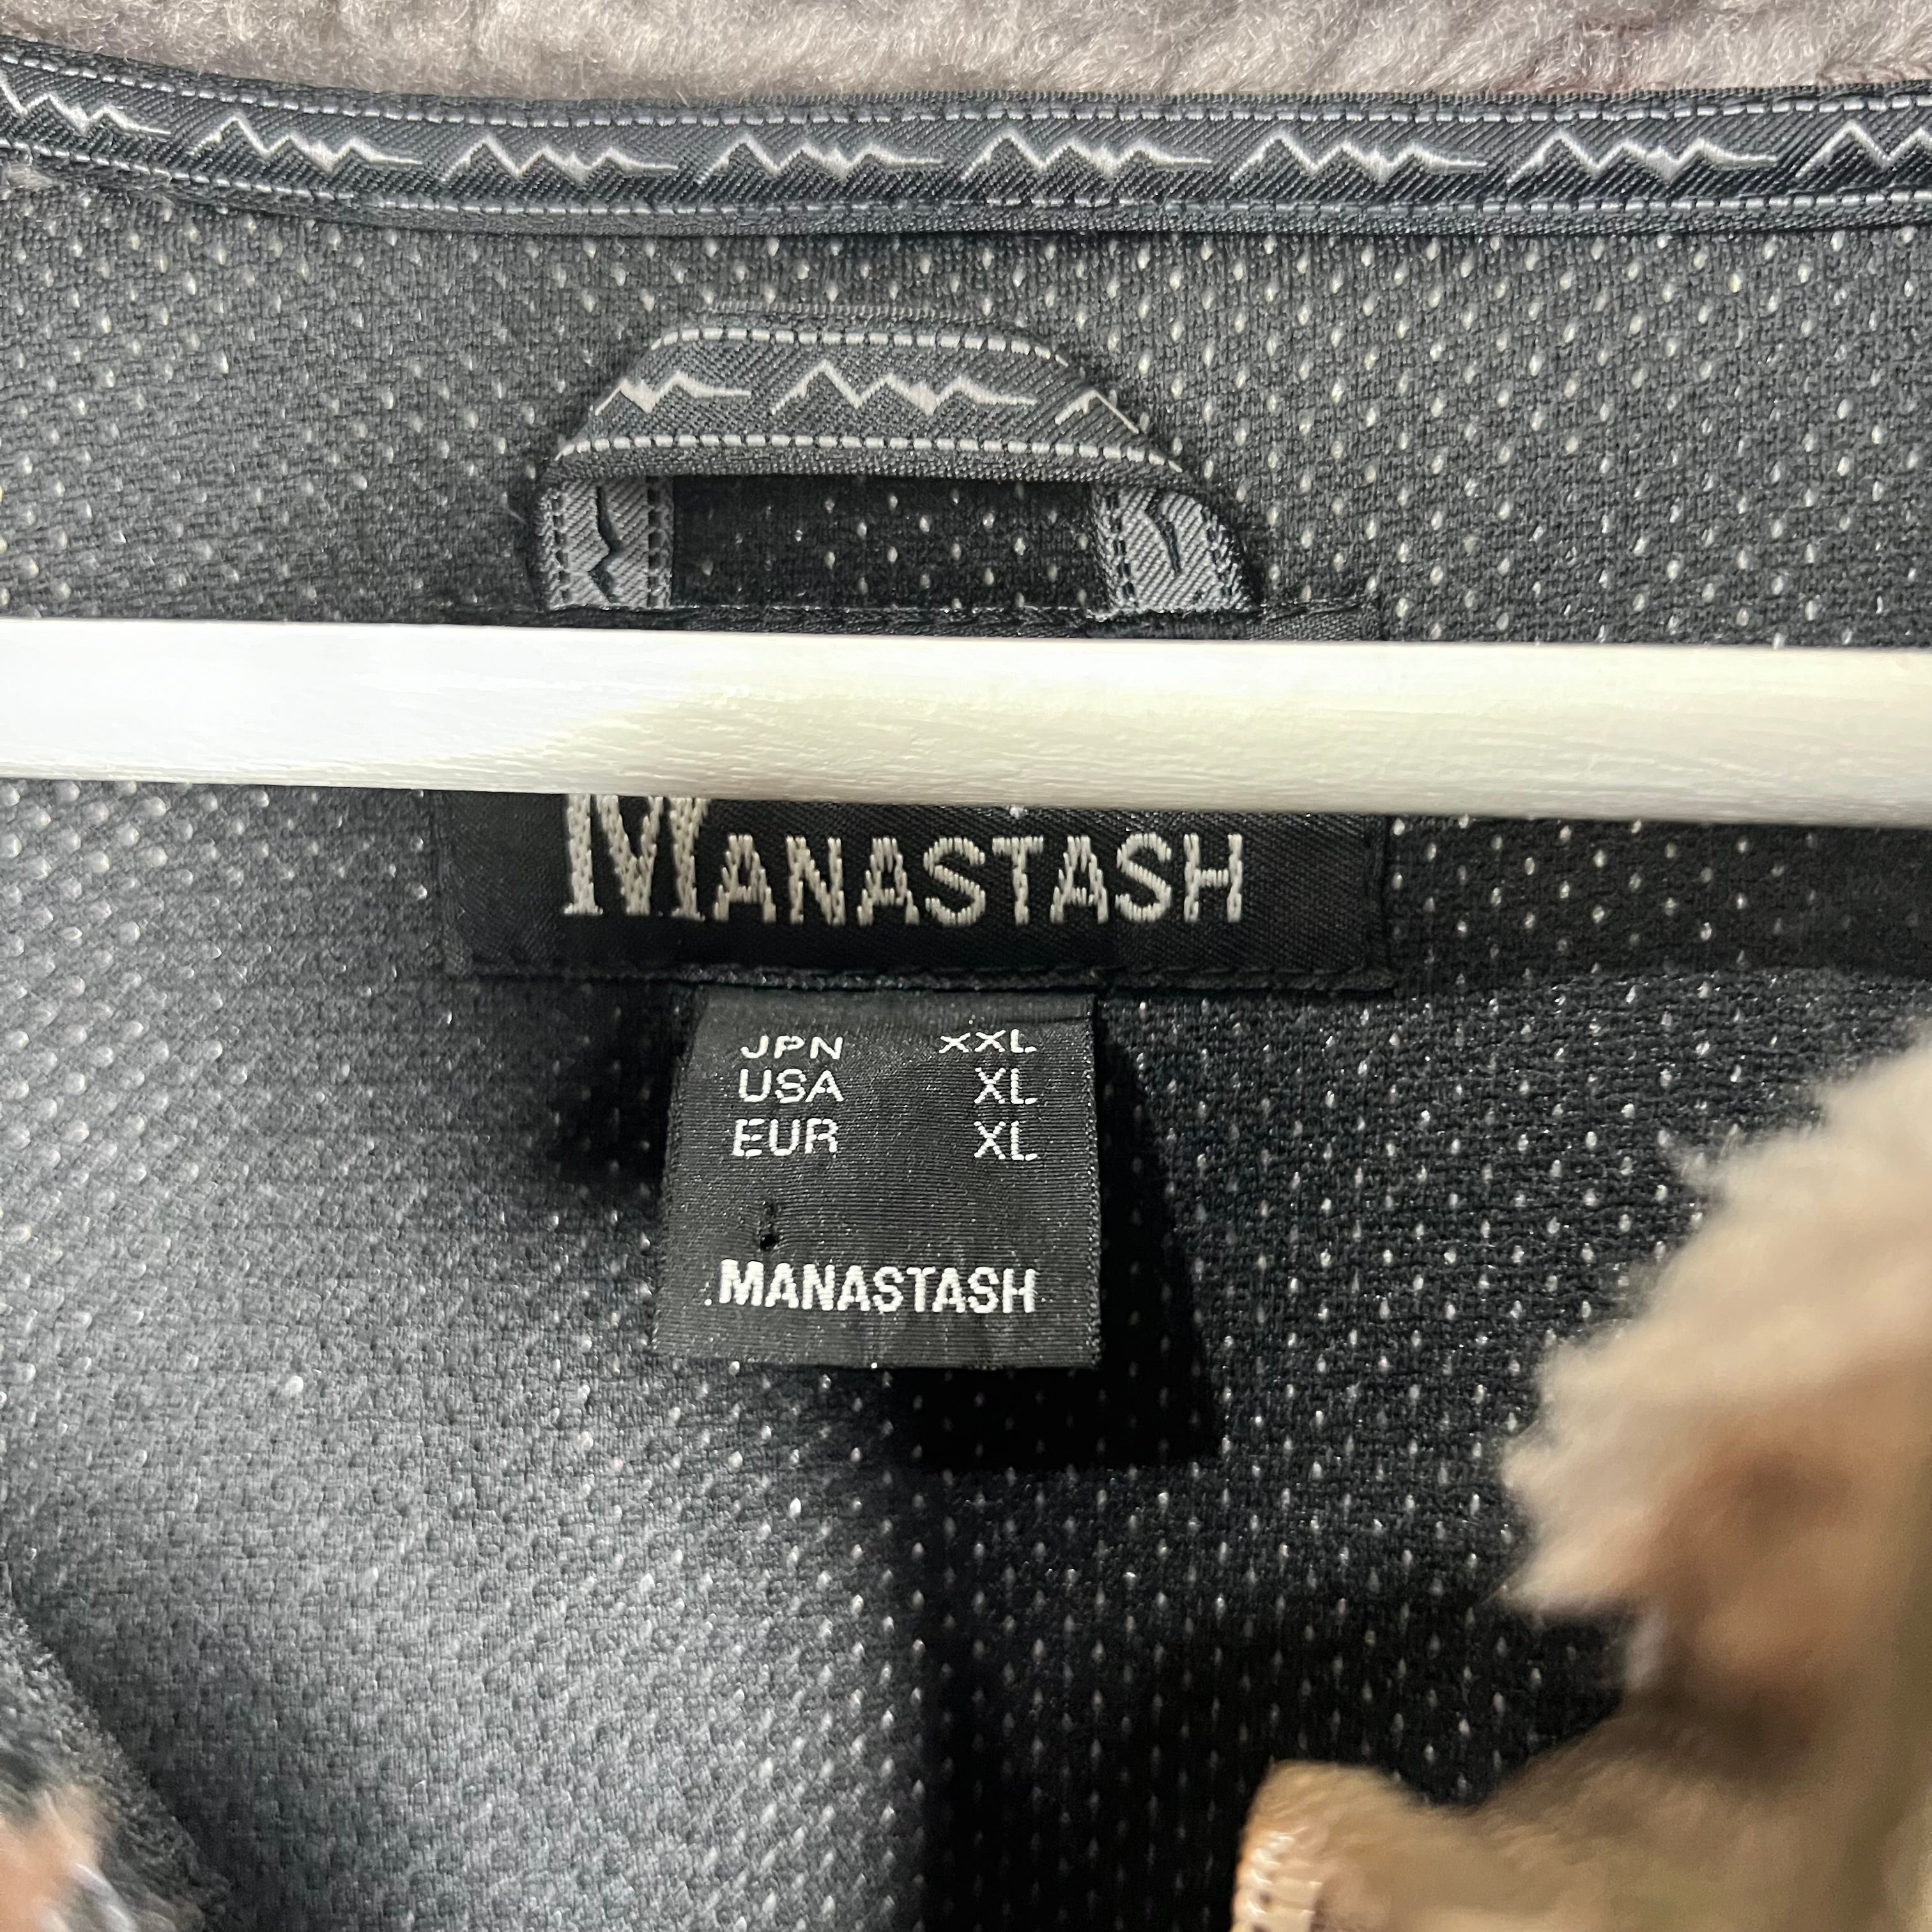 MANASTASH
JPN XXL
USA XL
EUR XL
MANASTASH